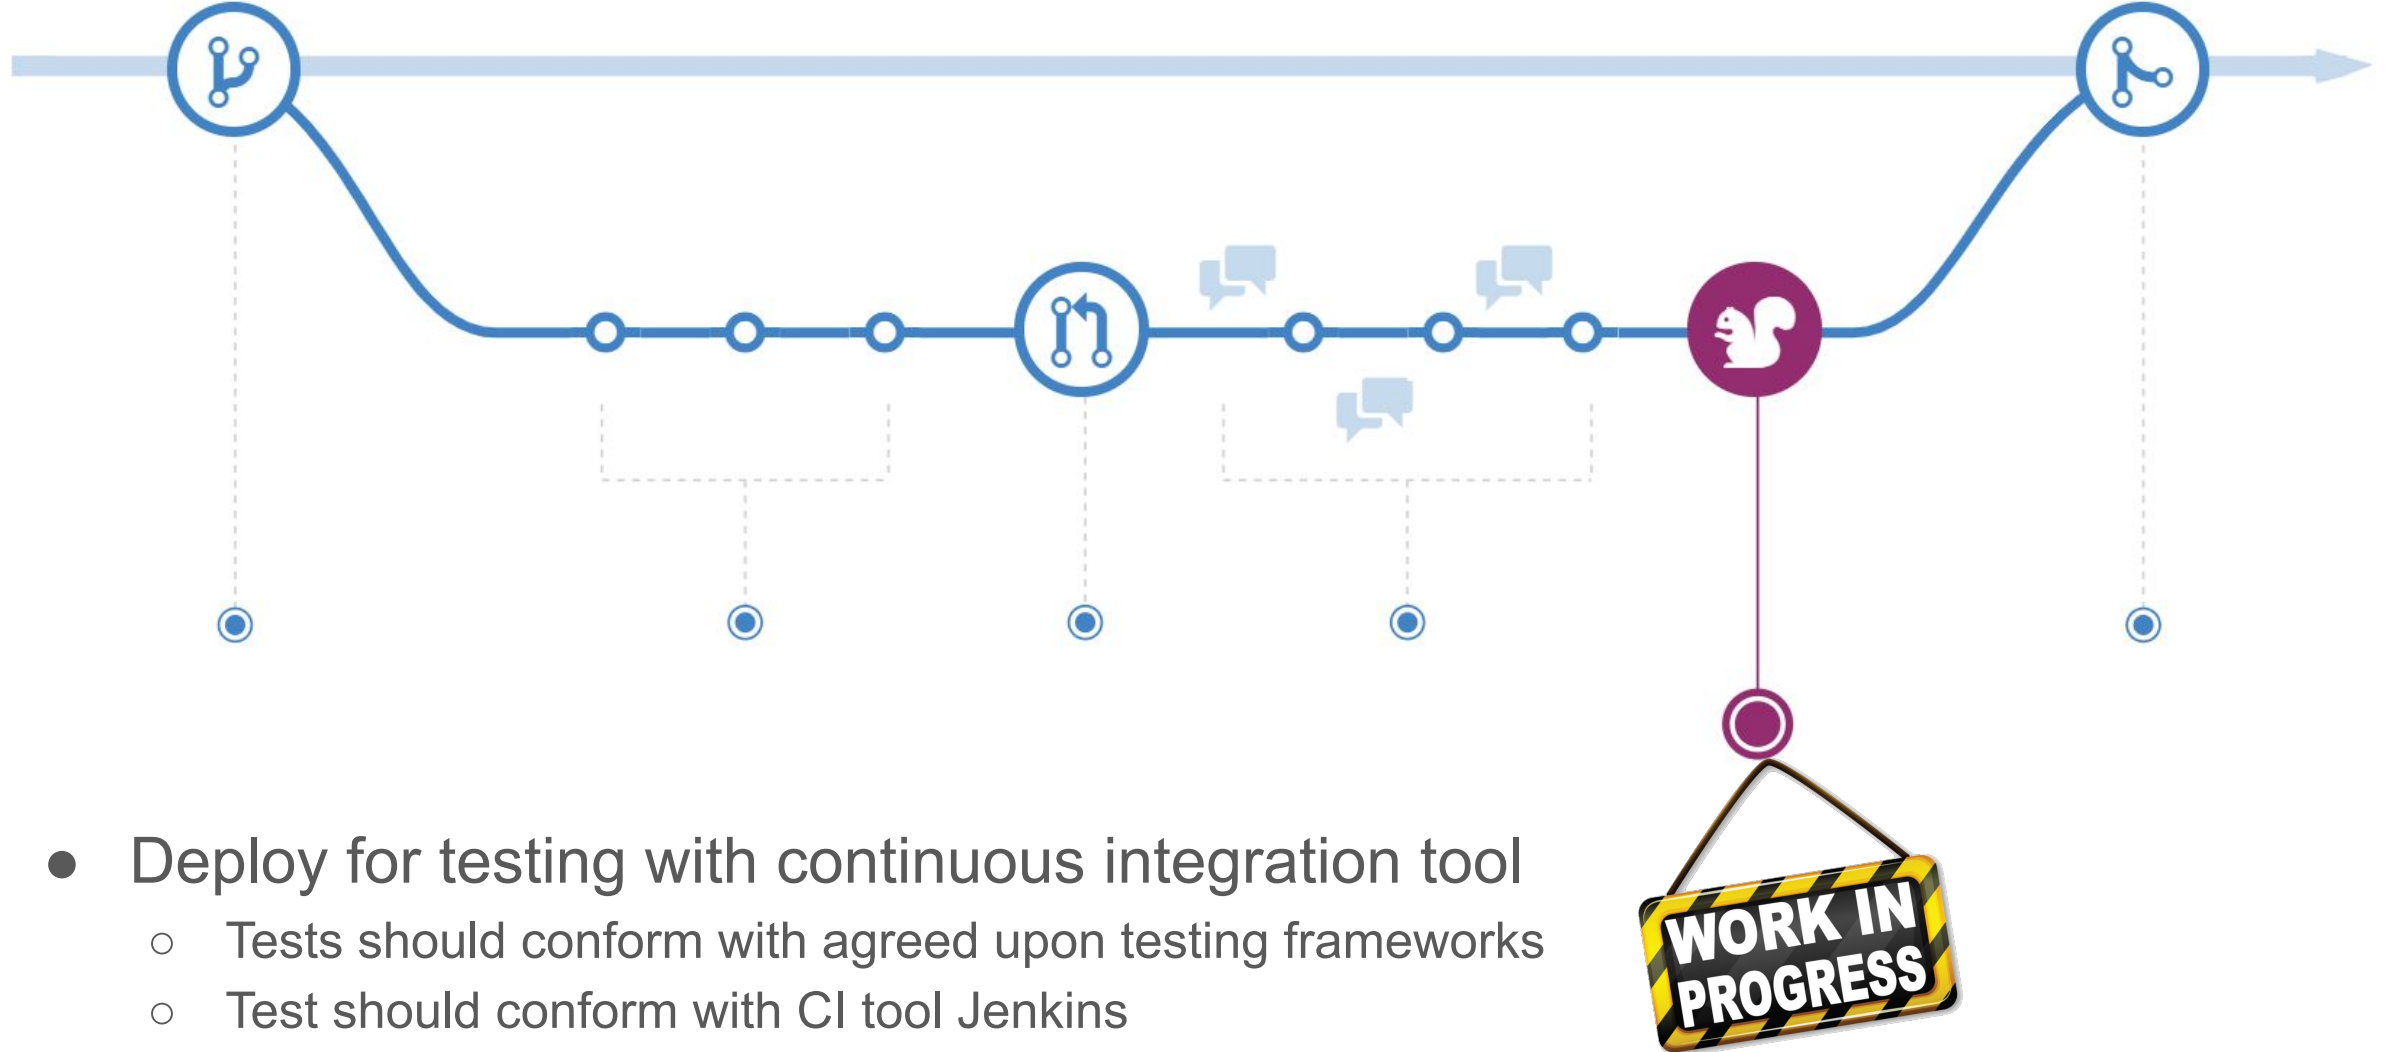 ● Deploy for testing with continuous integration tool
○ Tests should conform with agreed upon testing frameworks
○ Test should conform with CI tool Jenkins
WORK IN
PROGRESS